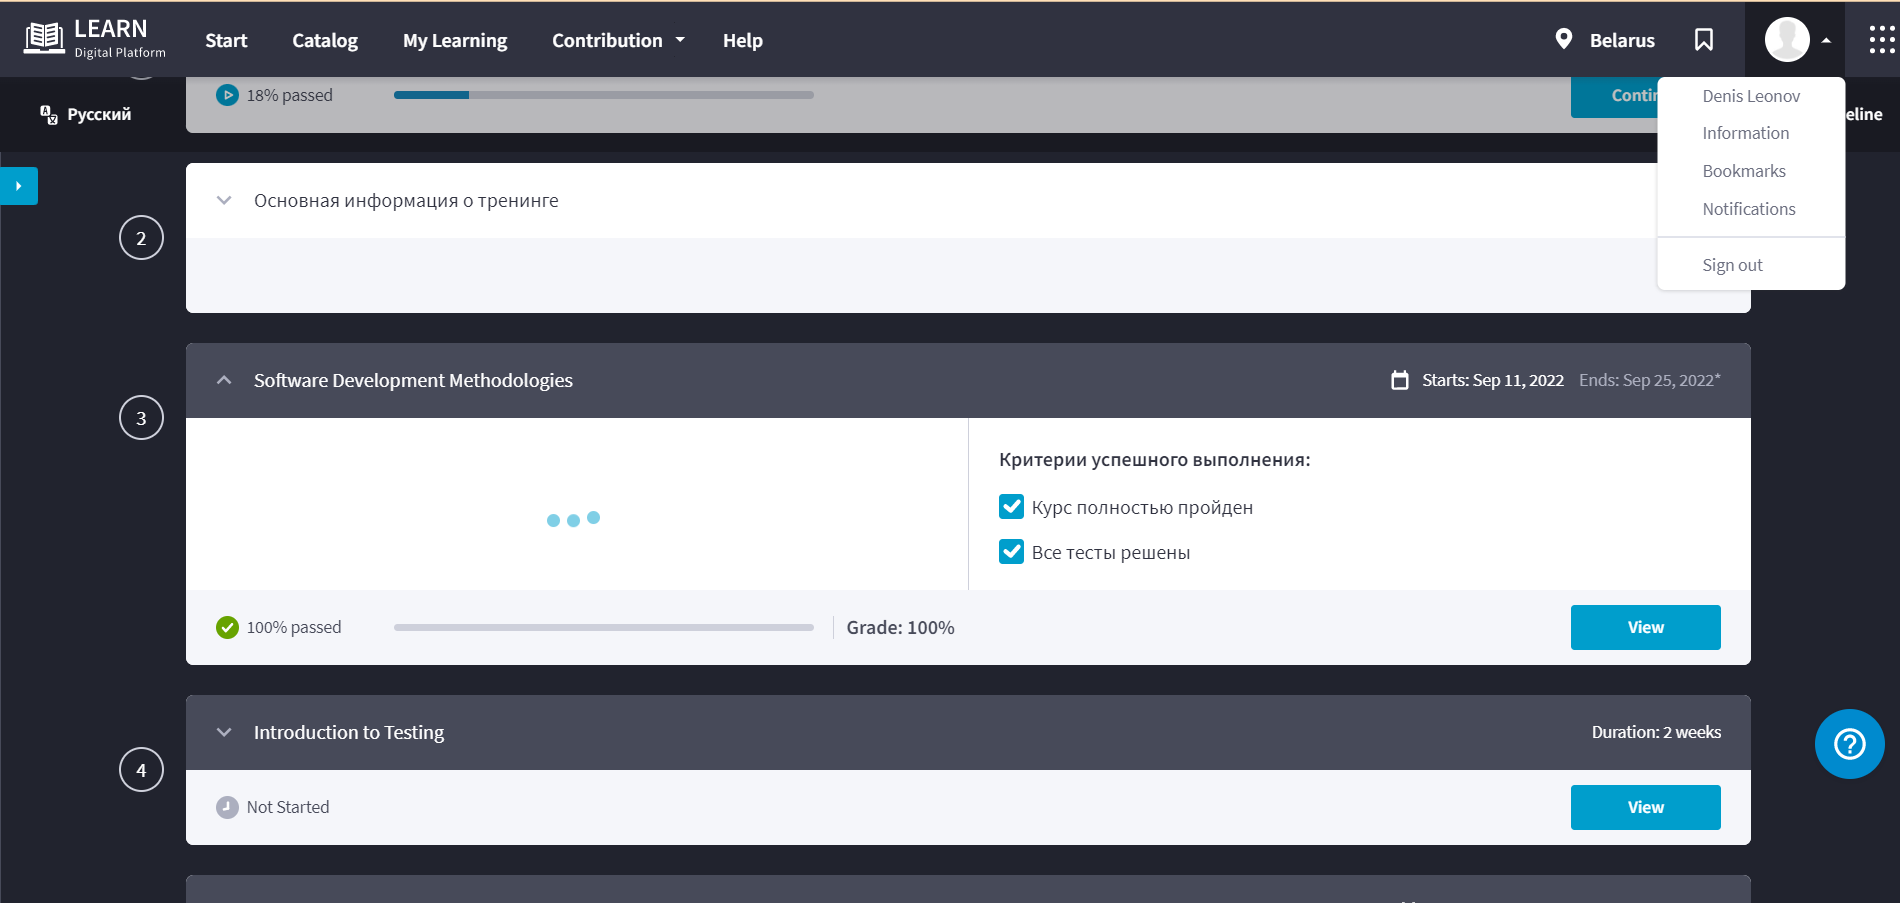 LEARN
Digital Platform
Start
Catalog
My Learning
Contribution
Help
Belarus
Русский
18% passed
Denis Leonov
Information
Bookmarks
Notifications
Sign out
2
Основная информация о тренинге
3
Software Development Methodologies
Starts: Sep 11, 2022
Ends: Sep 25, 2022*
Критерии успешного выполнения:
Курс полностью пройден
Все тесты решены
100% passed
Grade: 100%
View
4
Introduction to Testing
Duration: 2 weeks
Not Started
View